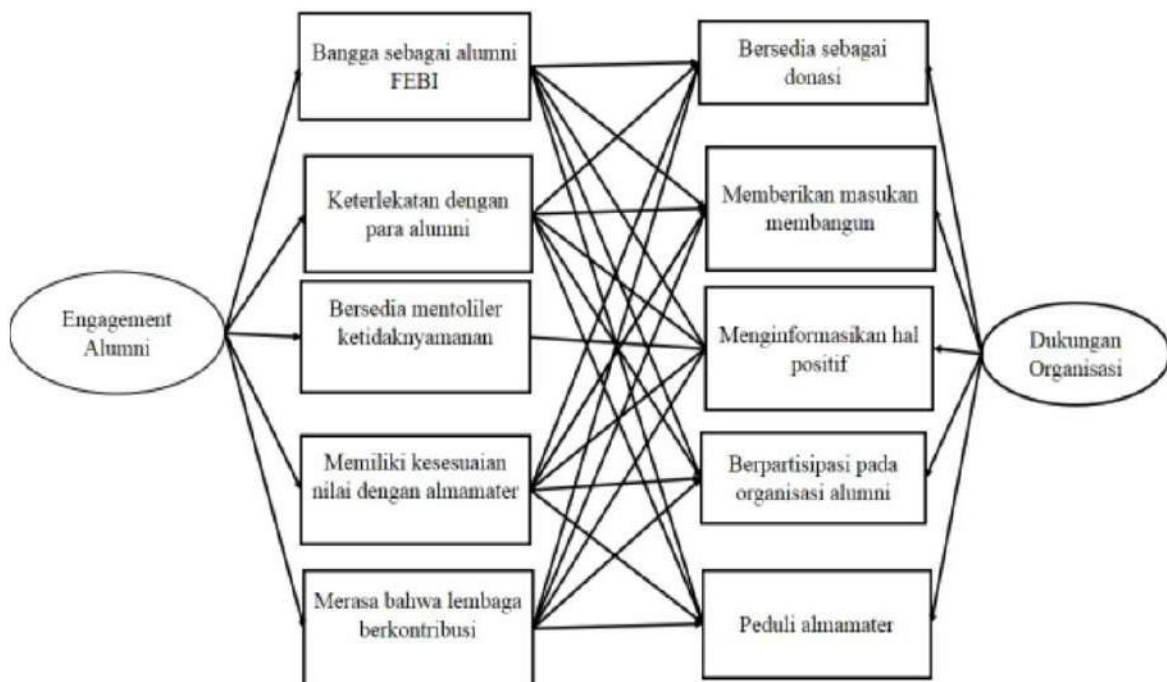 Bangga sebagai alumni
FEBI
Bersedia sebagai
donasi
Keterlekatan dengan
para alumni
Memberikan masukan
membangun
Engagement
Alumni
Bersedia mentoliler
ketidaknyamanan
Menginformasikan hal
positif
Dukungan
Organisasi
Memiliki kesesuaian
nilai dengan almamater
Berpartisipasi pada
organisasi alumni
Merasa bahwa lembaga
berkontribusi
Peduli almamater